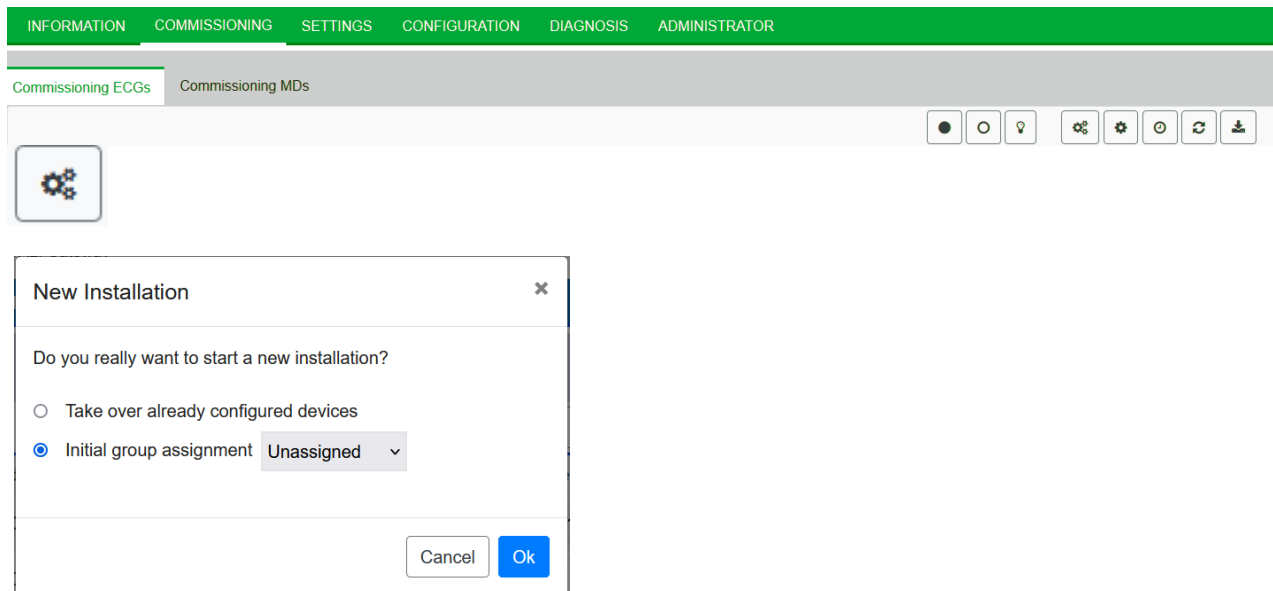 INFORMATION COMMISSIONING SETTINGS CONFIGURATION DIAGNOSIS ADMINISTRATOR
Commissioning ECGs Commissioning MDs
New Installation
Do you really want to start a new installation?
Take over already configured devices
Initial group assignment Unassigned
Cancel Ok